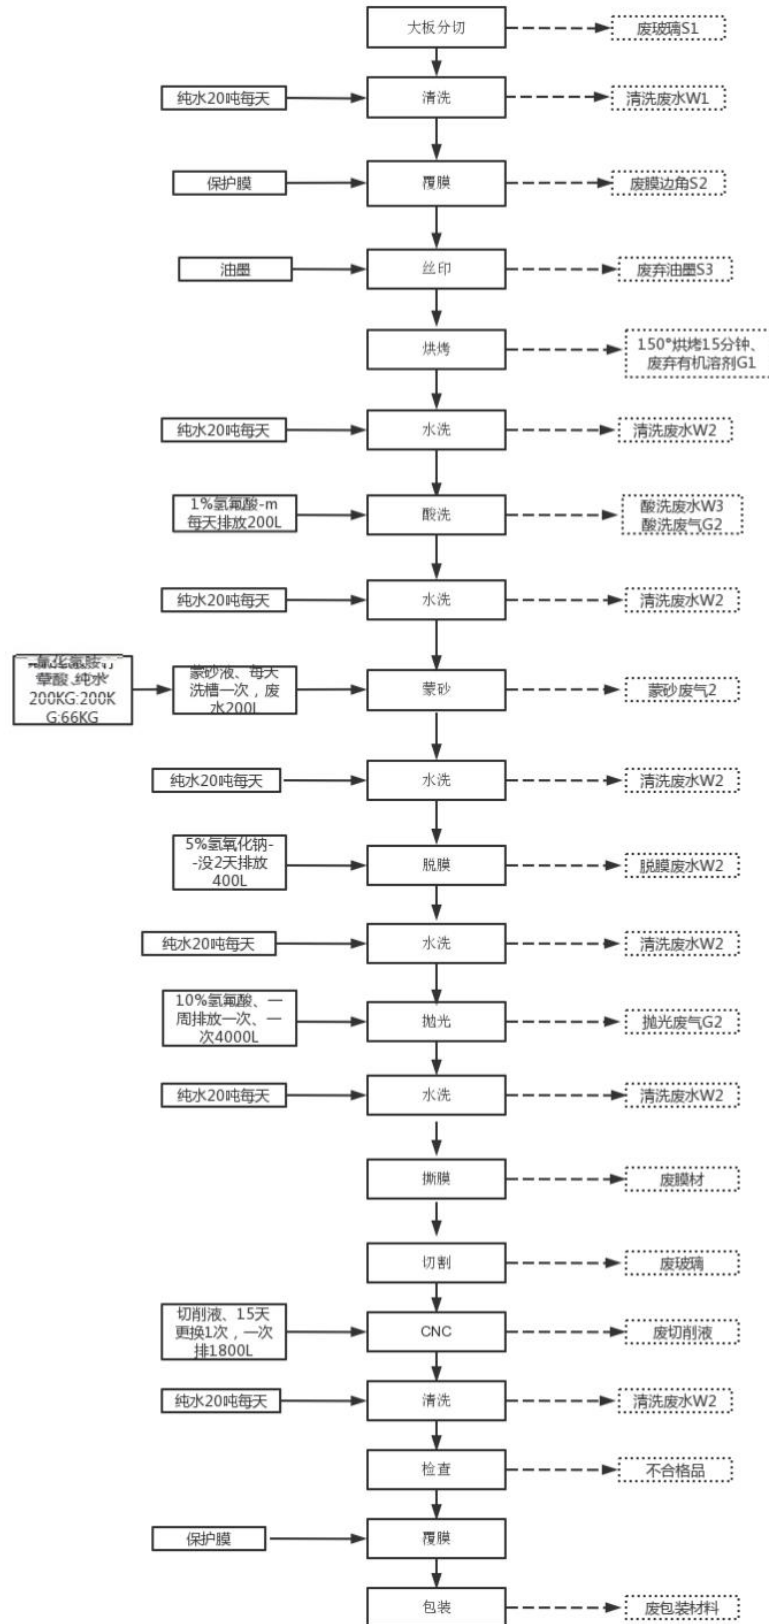 大板分切
废玻璃S1
纯水20吨每天
清洗
清洗废水W1
保护膜
覆膜
废膜边角S2
油墨
丝印
废弃油墨S3
烘烤
150°烘烤15分钟、
废弃有机溶剂G1
纯水20吨每天
水洗
清洗废水W2
1%氢氟酸-m
每天排放200L
酸洗
酸洗废水W3
酸洗废气G2
纯水20吨每天
水洗
清洗废水W2
草酸、纯水
200KG:200K
G:66KG
蒙砂液、每天
洗槽一次，废
水200L
蒙砂
蒙砂废气2
纯水20吨每天
水洗
清洗废水W2
5%氢氧化钠-
-没2天排放
400L
脱膜
脱膜废水W2
纯水20吨每天
水洗
清洗废水W2
10%氢氟酸、一
周排放一次、一
次4000L
抛光
抛光废气G2
纯水20吨每天
水洗
清洗废水W2
撕膜
废膜材
切割
废玻璃
切削液、15天
更换1次，一次
排1800L
CNC
废切削液
纯水20吨每天
清洗
清洗废水W2
检查
不合格品
保护膜
覆膜
包装
废包装材料